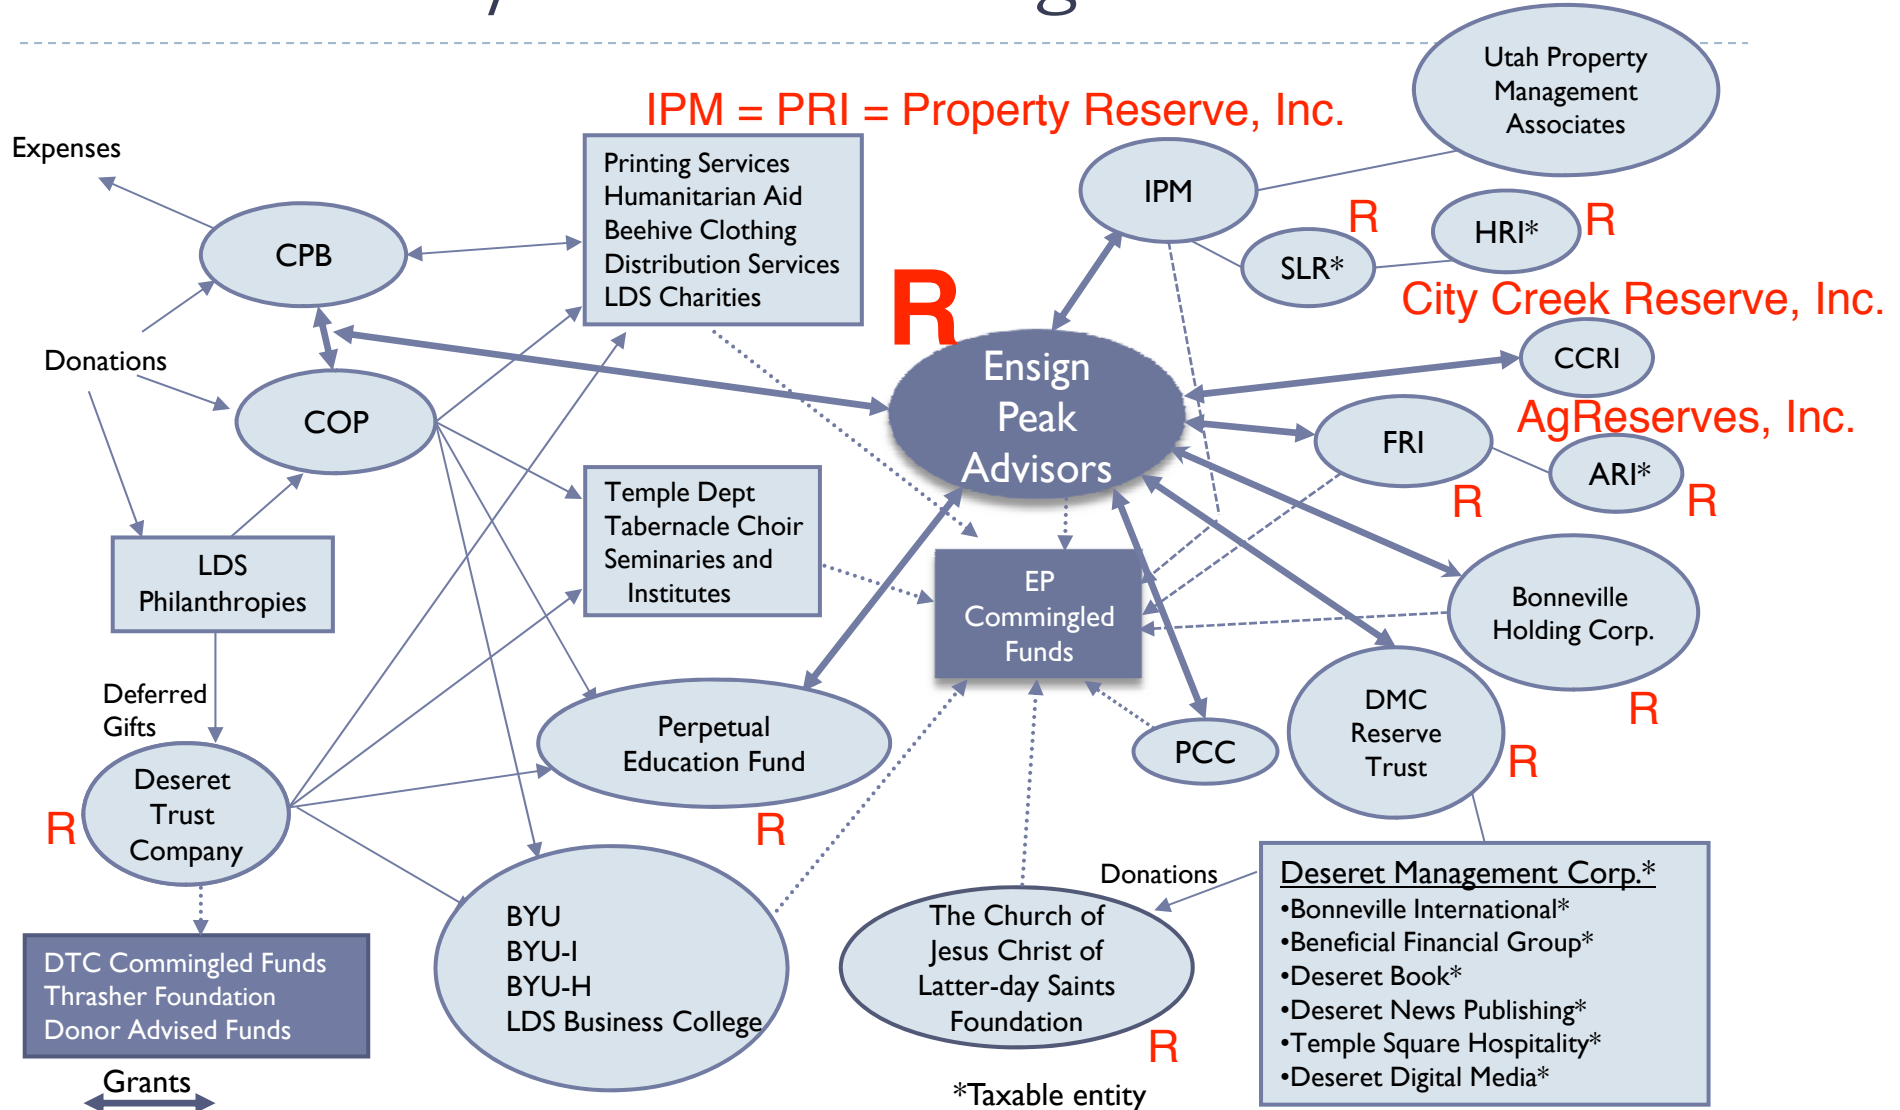 IPM = PRI = Property Reserve, Inc.
Utah Property
Management
Associates
Expenses
Printing Services
Humanitarian Aid
Beehive Clothing
Distribution Services
LDS Charities
IPM
R
HRI*
R
SLR*
CPB
R
City Creek Reserve, Inc.
CCRI
Donations
Ensign
Peak
Advisors
COP
AgReserves, Inc.
FRI
ARI*
R
R
Temple Dept
Tabernacle Choir
Seminaries and
Institutes
LDS
Philanthropies
EP
Commingled
Funds
Bonneville
Holding Corp.
R
Deferred
Gifts
Perpetual
Education Fund
R
PCC
DMC
Reserve
Trust
R
Deseret
Trust
Company
R
Donations
Deseret Management Corp.*
•Bonneville International*
•Beneficial Financial Group*
•Deseret Book*
•Deseret News Publishing*
•Temple Square Hospitality*
•Deseret Digital Media*
BYU
BYU-I
BYU-H
LDS Business College
The Church of
Jesus Christ of
Latter-day Saints
Foundation
R
DTC Commingled Funds
Thrasher Foundation
Donor Advised Funds
Grants
*Taxable entity